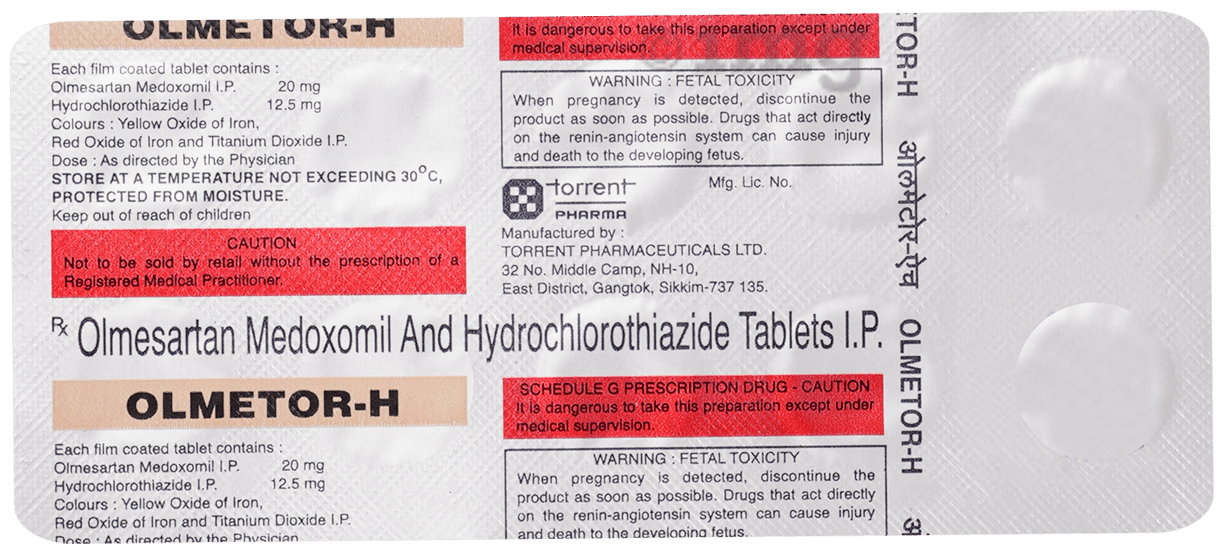 OLMETOR-H
Each film coated tablet contains :
Olmesartan Medoxomil I.P. 20 mg
Hydrochlorothiazide I.P. 12.5 mg
Colours : Yellow Oxide of Iron,
Red Oxide of Iron and Titanium Dioxide I.P.
Dose : As directed by the Physician
STORE AT A TEMPERATURE NOT EXCEEDING 30°C,
PROTECTED FROM MOISTURE.
Keep out of reach of children
CAUTION
Not to be sold by retail without the prescription of a
Registered Medical Practitioner.
It is dangerous to take this preparation except under
medical supervision.
WARNING : FETAL TOXICITY
When pregnancy is detected, discontinue the
product as soon as possible. Drugs that act directly
on the renin-angiotensin system can cause injury
and death to the developing fetus.
torrent
PHARMA
Mfg. Lic. No.
Manufactured by :
TORRENT PHARMACEUTICALS LTD.
32 No. Middle Camp, NH-10,
East District, Gangtok, Sikkim-737 135.
Rx Olmesartan Medoxomil And Hydrochlorothiazide Tablets I.P.
OLMETOR-H
Each film coated tablet contains :
Olmesartan Medoxomil I.P. 20 mg
Hydrochlorothiazide I.P. 12.5 mg
Colours : Yellow Oxide of Iron,
Red Oxide of Iron and Titanium Dioxide I.P.
Dose : As directed by the Physician
SCHEDULE G PRESCRIPTION DRUG - CAUTION
It is dangerous to take this preparation except under
medical supervision.
WARNING : FETAL TOXICITY
When pregnancy is detected, discontinue the
product as soon as possible. Drugs that act directly
on the renin-angiotensin system can cause injury
and death to the developing fetus.
ETOR-H ओलमेटोर-ऐच OLMETOR-H